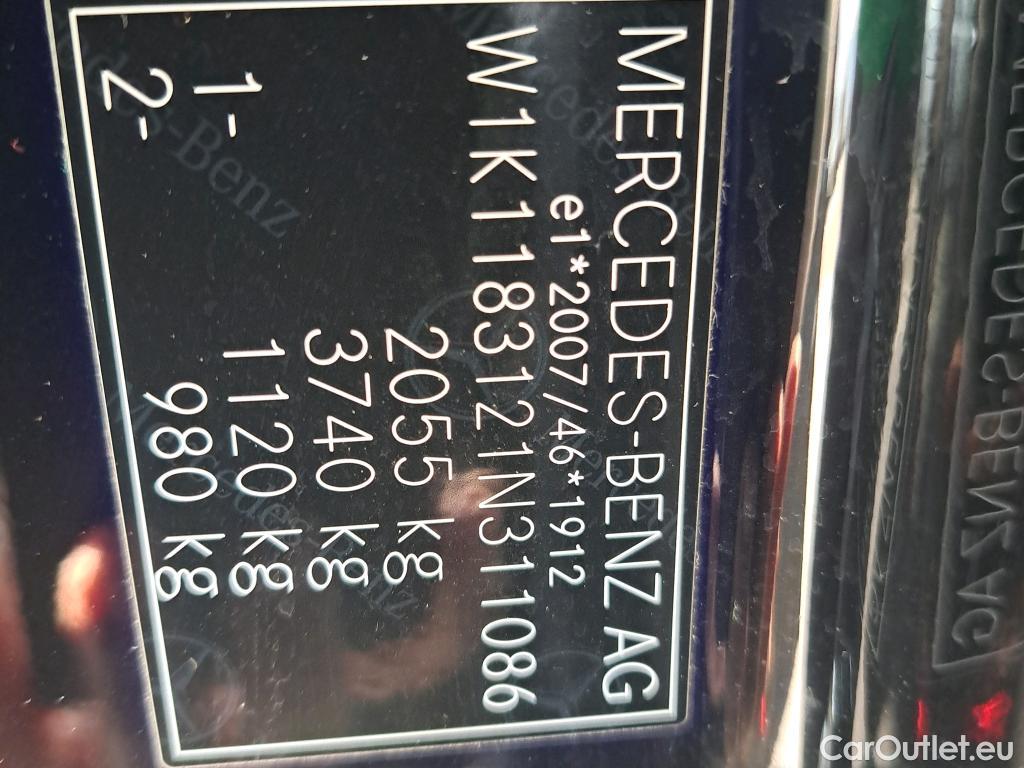 MERCEDES-BENZ AG
e1*2007/46*1912
W1K1183121N311086
2055 kg
3740 kg
1- 1120 kg
2- 980 kg
CarOutlet.eu